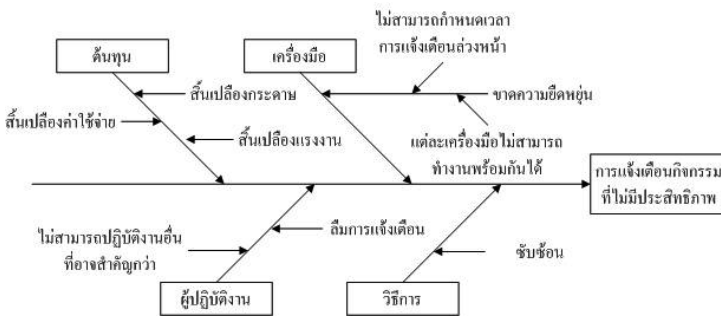 ไม่สามารถกำหนดเวลา
การแจ้งเตือนล่วงหน้า
ต้นทุน
เครื่องมือ
สิ้นเปลืองกระดาษ
ขาดความยืดหยุ่น
สิ้นเปลืองค่าใช้จ่าย
สิ้นเปลืองแรงงาน
แต่ละเครื่องมือไม่สามารถ
ทำงานพร้อมกันได้
การแจ้งเตือนกิจกรรม
ที่ไม่มีประสิทธิภาพ
ไม่สามารถปฏิบัติงานอื่น
ที่อาจสำคัญกว่า
ลืมการแจ้งเตือน
ซับซ้อน
ผู้ปฏิบัติงาน
วิธีการ